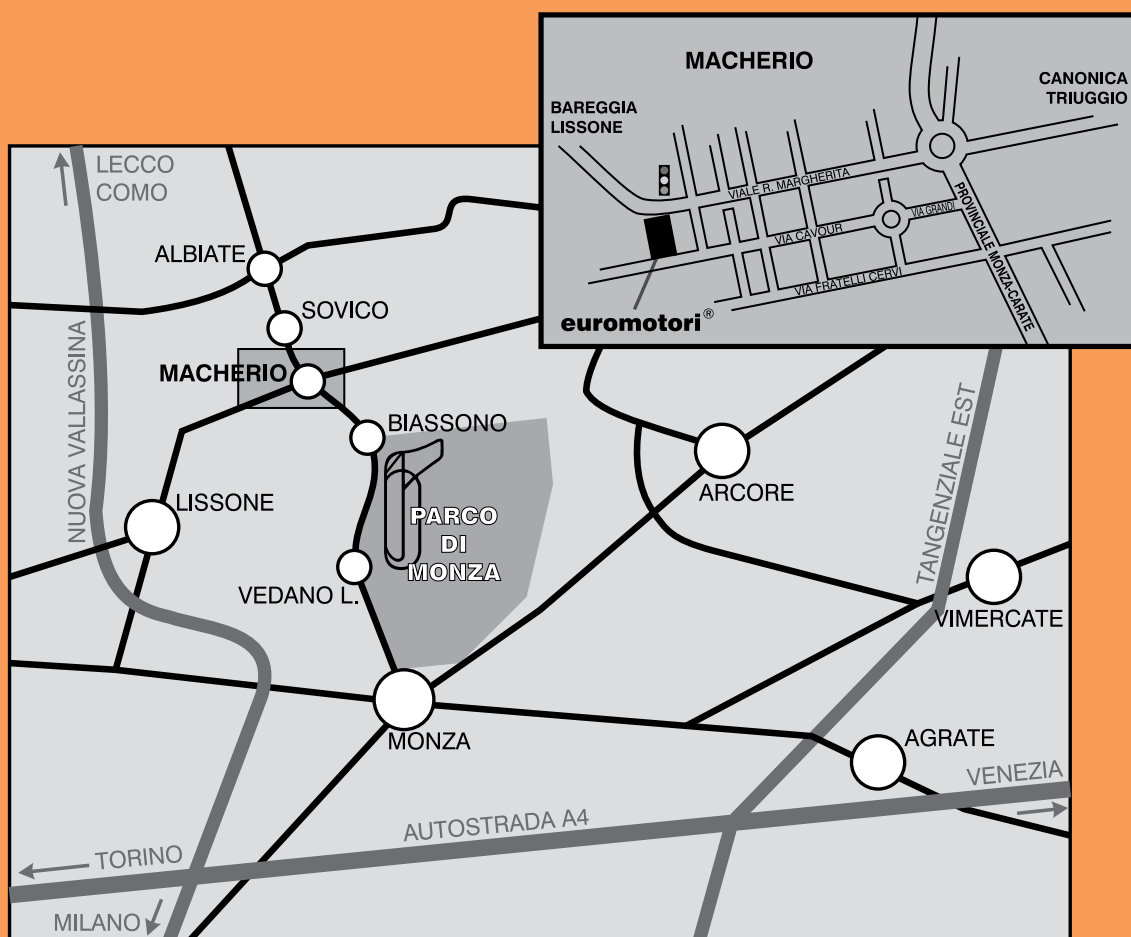 MACHERIO
BAREGGIA
LISSONE
CANONICA
TRIUGGIO
VIALE R. MARGHERITA
VIA CAVOUR
VIA GRANDI
VIA FRATELLI CERVI
PROVINCIALE MONZA-CARATE
euromotori®
LECCO
COMO
ALBIATE
SOVICO
MACHERIO
NUOVA VALLASSINA
BIASSONO
LISSONE
PARCO
DI
MONZA
VEDANO L.
ARCORE
TANGENZIALE EST
VIMERCATE
MONZA
AGRATE
VENEZIA
AUTOSTRADA A4
TORINO
MILANO